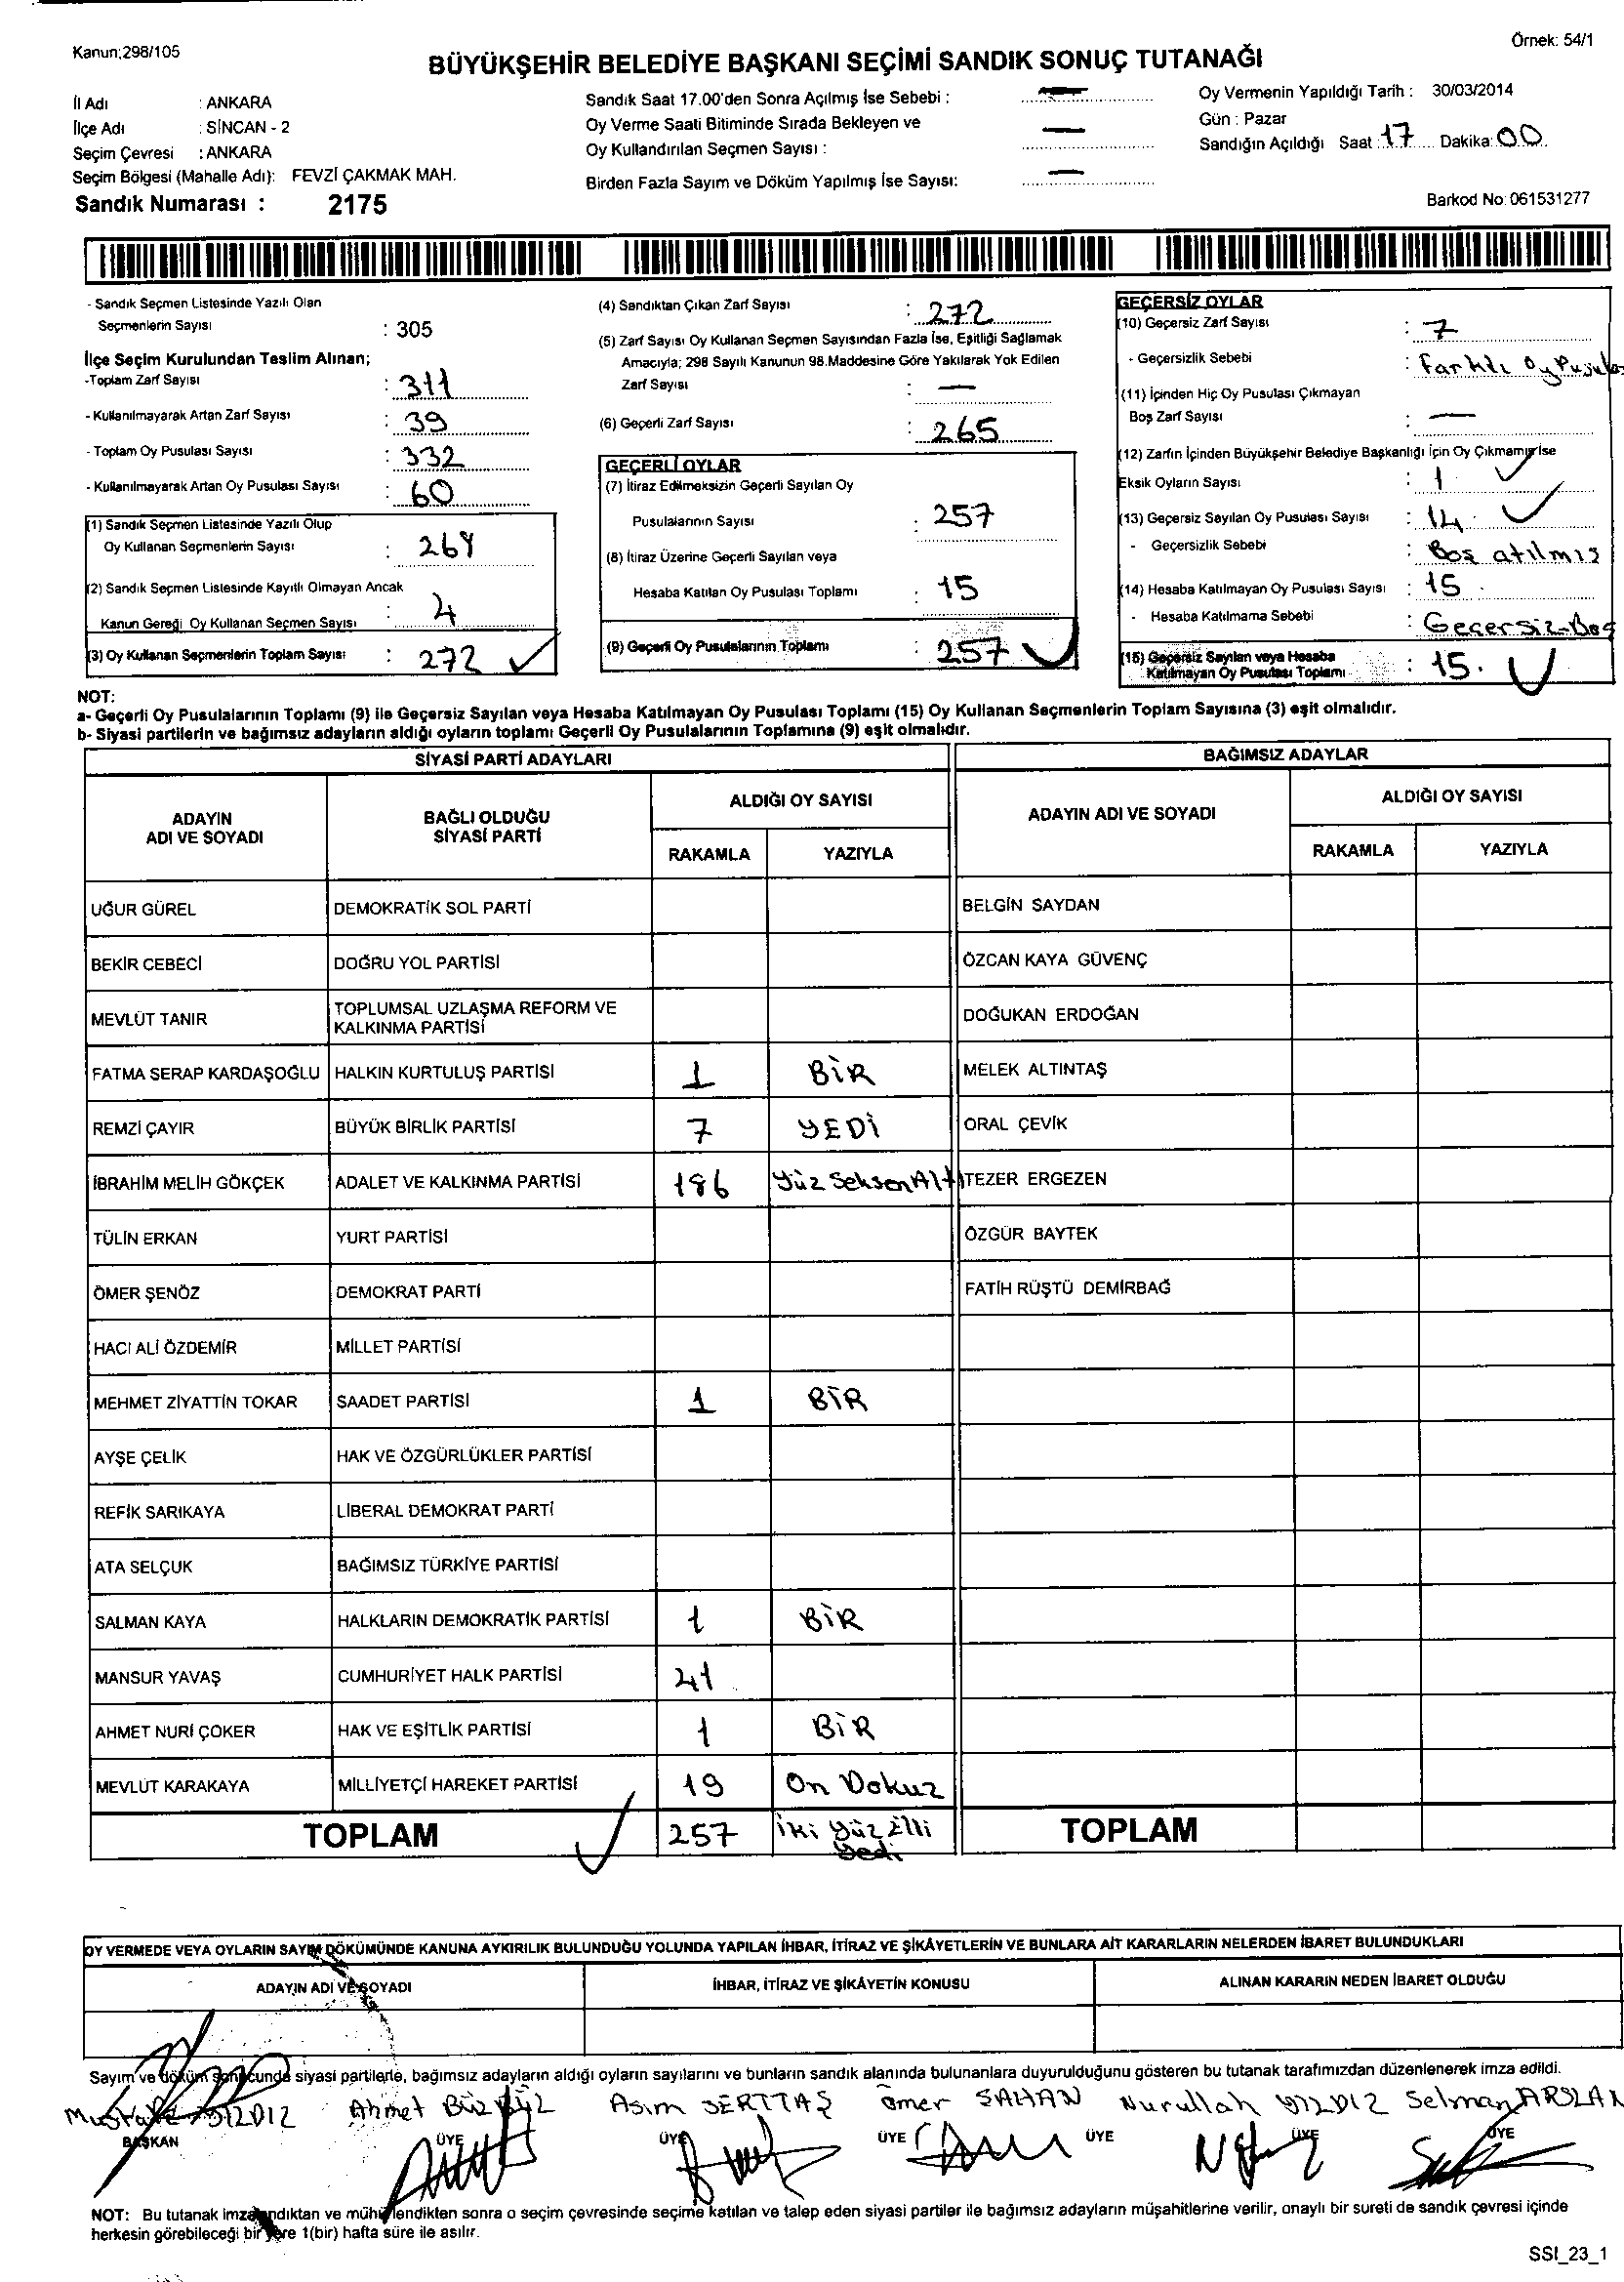 Kanun;298/105
Örnek: 54/1
BÜYÜKŞEHİR BELEDİYE BAŞKANI SEÇİMİ SANDIK SONUÇ TUTANAĞI
İl Adı : ANKARA
İlçe Adı : SİNCAN - 2
Seçim Çevresi : ANKARA
Seçim Bölgesi (Mahalle Adı): FEVZİ ÇAKMAK MAH.
Sandık Numarası : 2175
Sandık Saat 17.00'den Sonra Açılmış İse Sebebi : —
Oy Verme Saati Bitiminde Sırada Bekleyen ve
Oy Kullandırılan Seçmen Sayısı : —
Birden Fazla Sayım ve Döküm Yapılmış İse Sayısı: —
Oy Vermenin Yapıldığı Tarih : 30/03/2014
Gün : Pazar
Sandığın Açıldığı Saat : 17 Dakika: 00
Barkod No: 061531277
- Sandık Seçmen Listesinde Yazılı Olan
Seçmenlerin Sayısı : 305
İlçe Seçim Kurulundan Teslim Alınan;
-Toplam Zarf Sayısı : 311
- Kullanılmayarak Artan Zarf Sayısı : 39
- Toplam Oy Pusulası Sayısı : 332
- Kullanılmayarak Artan Oy Pusulası Sayısı : 60
(1) Sandık Seçmen Listesinde Yazılı Olup
Oy Kullanan Seçmenlerin Sayısı : 268
(2) Sandık Seçmen Listesinde Kayıtlı Olmayan Ancak
Kanun Gereği Oy Kullanan Seçmen Sayısı : 4
(3) Oy Kullanan Seçmenlerin Toplam Sayısı : 272
(4) Sandıktan Çıkan Zarf Sayısı : 272
(5) Zarf Sayısı Oy Kullanan Seçmen Sayısından Fazla İse, Eşitliği Sağlamak
Amacıyla; 298 Sayılı Kanunun 98.Maddesine Göre Yakılarak Yok Edilen
Zarf Sayısı : —
(6) Geçerli Zarf Sayısı : 265
GEÇERLİ OYLAR
(7) İtiraz Edilmeksizin Geçerli Sayılan Oy
Pusulalarının Sayısı : 257
(8) İtiraz Üzerine Geçerli Sayılan veya
Hesaba Katılan Oy Pusulası Toplamı : 15
(9) Geçerli Oy Pusulalarının Toplamı : 257
GEÇERSİZ OYLAR
(10) Geçersiz Zarf Sayısı : 7
- Geçersizlik Sebebi : Farklı Oy Pusulas
(11) İçinden Hiç Oy Pusulası Çıkmayan
Boş Zarf Sayısı : —
(12) Zarfın İçinden Büyükşehir Belediye Başkanlığı İçin Oy Çıkmamış İse
Eksik Oyların Sayısı : 1
(13) Geçersiz Sayılan Oy Pusulası Sayısı : 14
- Geçersizlik Sebebi : Boş atılmış
(14) Hesaba Katılmayan Oy Pusulası Sayısı : 15
- Hesaba Katılmama Sebebi : Geçersiz-Boş
(15) Geçersiz Sayılan veya Hesaba
Katılmayan Oy Pusulası Toplamı : 15
NOT:
a- Geçerli Oy Pusulalarının Toplamı (9) ile Geçersiz Sayılan veya Hesaba Katılmayan Oy Pusulası Toplamı (15) Oy Kullanan Seçmenlerin Toplam Sayısına (3) eşit olmalıdır.
b- Siyasi partilerin ve bağımsız adayların aldığı oyların toplamı Geçerli Oy Pusulalarının Toplamına (9) eşit olmalıdır.
SİYASİ PARTİ ADAYLARI
ADAYIN ADI VE SOYADI
BAĞLI OLDUĞU SİYASİ PARTİ
ALDIĞI OY SAYISI
RAKAMLA YAZIYLA
UĞUR GÜREL DEMOKRATİK SOL PARTİ
BEKİR CEBECİ DOĞRU YOL PARTİSİ
MEVLÜT TANIR TOPLUMSAL UZLAŞMA REFORM VE
KALKINMA PARTİSİ
FATMA SERAP KARDAŞOĞLU HALKIN KURTULUŞ PARTİSİ 1 BİR
REMZİ ÇAYIR BÜYÜK BİRLİK PARTİSİ 7 YEDİ
İBRAHİM MELİH GÖKÇEK ADALET VE KALKINMA PARTİSİ 186 Yüz Seksen Altı
TÜLİN ERKAN YURT PARTİSİ
ÖMER ŞENÖZ DEMOKRAT PARTİ
HACI ALİ ÖZDEMİR MİLLET PARTİSİ
MEHMET ZİYATTİN TOKAR SAADET PARTİSİ 1 BİR
AYŞE ÇELİK HAK VE ÖZGÜRLÜKLER PARTİSİ
REFİK SARIKAYA LİBERAL DEMOKRAT PARTİ
ATA SELÇUK BAĞIMSIZ TÜRKİYE PARTİSİ
SALMAN KAYA HALKLARIN DEMOKRATİK PARTİSİ 1 BİR
MANSUR YAVAŞ CUMHURİYET HALK PARTİSİ 41
AHMET NURİ ÇOKER HAK VE EŞİTLİK PARTİSİ 1 BİR
MEVLÜT KARAKAYA MİLLİYETÇİ HAREKET PARTİSİ 19 On Dokuz
TOPLAM 257 İki Yüz Elli
Yedi
BAĞIMSIZ ADAYLAR
ADAYIN ADI VE SOYADI
ALDIĞI OY SAYISI
RAKAMLA YAZIYLA
BELGİN SAYDAN
ÖZCAN KAYA GÜVENÇ
DOĞUKAN ERDOĞAN
MELEK ALTINTAŞ
ORAL ÇEVİK
TEZER ERGEZEN
ÖZGÜR BAYTEK
FATİH RÜŞTÜ DEMİRBAĞ
TOPLAM
OY VERMEDE VEYA OYLARIN SAYIM DÖKÜMÜNDE KANUNA AYKIRILIK BULUNDUĞU YOLUNDA YAPILAN İHBAR, İTİRAZ VE ŞİKÂYETLERİN VE BUNLARA AİT KARARLARIN NELERDEN İBARET BULUNDUKLARI
ADAYIN ADI VE SOYADI
İHBAR, İTİRAZ VE ŞİKÂYETİN KONUSU
ALINAN KARARIN NEDEN İBARET OLDUĞU
Sayım ve döküm sonucunda siyasi partilerle, bağımsız adayların aldığı oyların sayılarını ve bunların sandık alanında bulunanlara duyurulduğunu gösteren bu tutanak tarafımızdan düzenlenerek imza edildi.
Mustafa YILDIZ Ahmet Asım SERTTAŞ Ömer ŞAHAN Nurullah YILDIZ Selman ARSLAN
BAŞKAN ÜYE ÜYE ÜYE ÜYE ÜYE ÜYE
NOT: Bu tutanak imzalandıktan ve mühürlendikten sonra o seçim çevresinde seçime katılan ve talep eden siyasi partiler ile bağımsız adayların müşahitlerine verilir, onaylı bir sureti de sandık çevresi içinde
herkesin görebileceği bir yere 1(bir) hafta süre ile asılır.
SSI_23_1